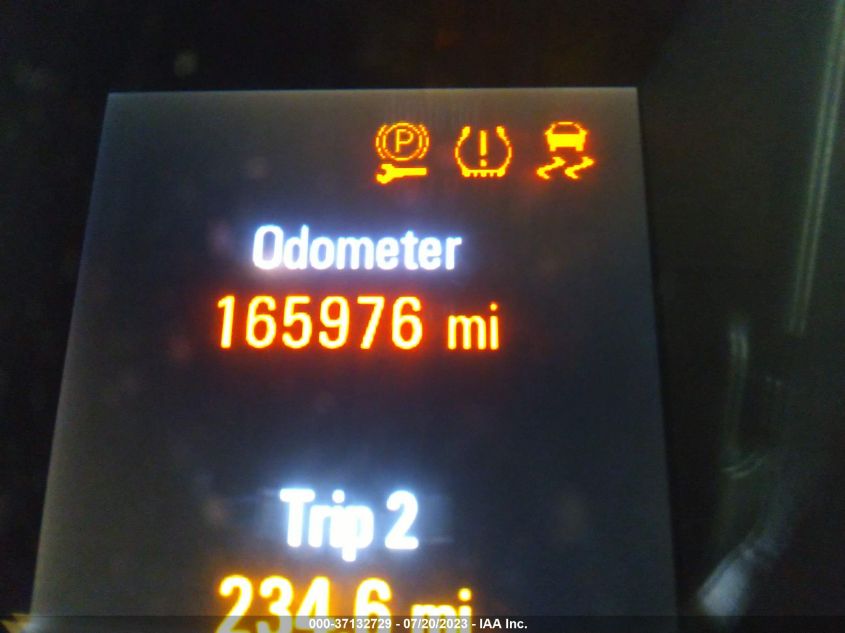 P
Odometer
165976 mi
Trip 2
234.6 mi
000-37132729 - 07/20/2023 - IAA Inc.